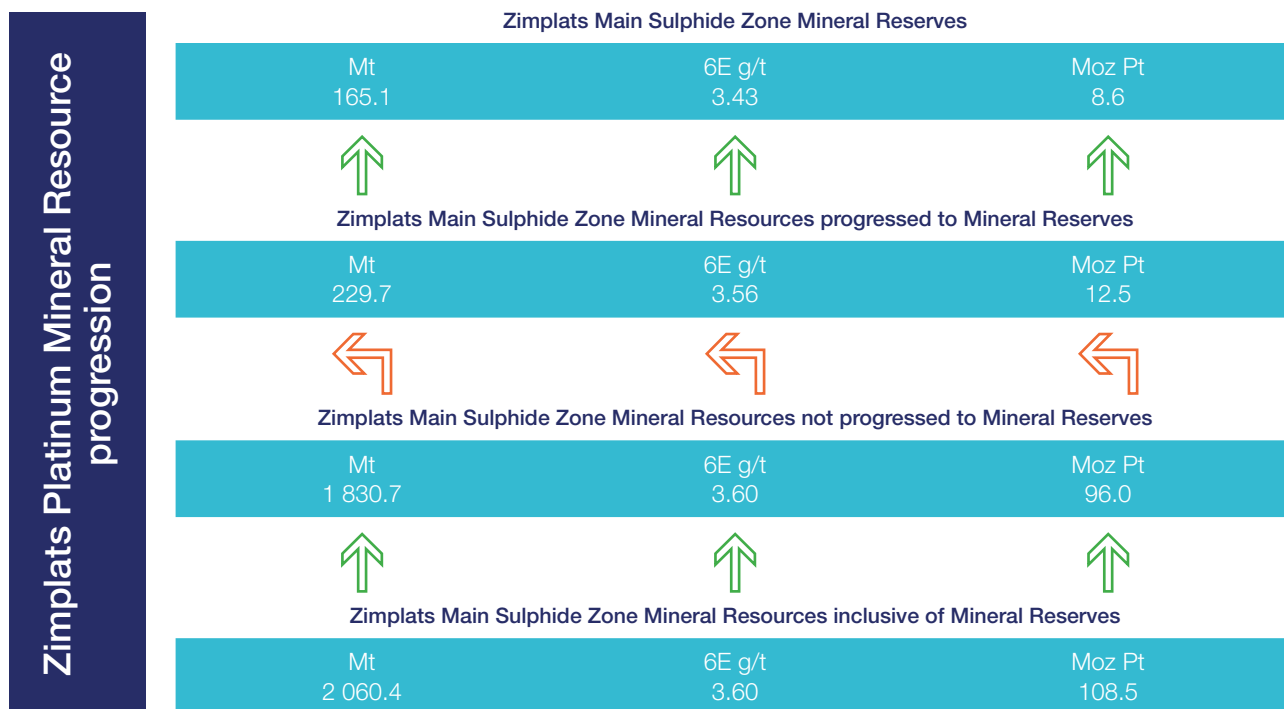 Zimplats Platinum Mineral Resource
progression
Zimplats Main Sulphide Zone Mineral Reserves
Mt 6E g/t Moz Pt
165.1 3.43 8.6
Zimplats Main Sulphide Zone Mineral Resources progressed to Mineral Reserves
Mt 6E g/t Moz Pt
229.7 3.56 12.5
Zimplats Main Sulphide Zone Mineral Resources not progressed to Mineral Reserves
Mt 6E g/t Moz Pt
1 830.7 3.60 96.0
Zimplats Main Sulphide Zone Mineral Resources inclusive of Mineral Reserves
Mt 6E g/t Moz Pt
2 060.4 3.60 108.5